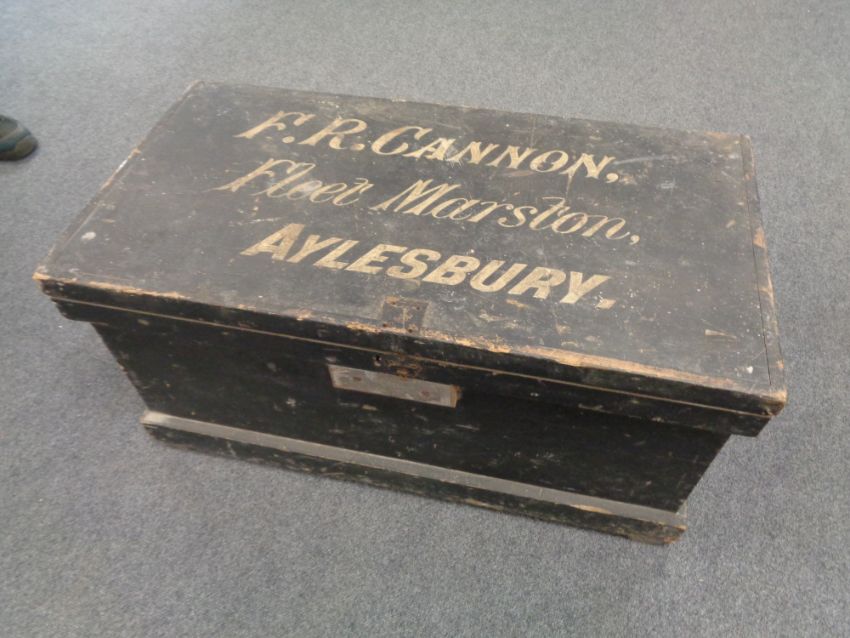 F.R. CANNON,
Fleet Marston,
AYLESBURY.